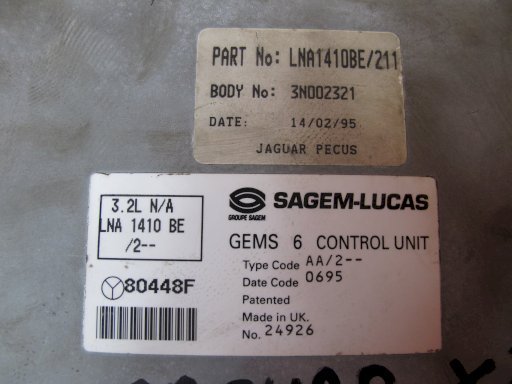 PART No: LNA1410BE/211
BODY No: 3N002321
DATE: 14/02/95
JAGUAR PECUS
3.2L N/A
LNA 1410 BE
/2--
80448F
GROUPE SAGEM
SAGEM-LUCAS
GEMS 6 CONTROL UNIT
Type Code AA/2--
Date Code 0695
Patented
Made in UK.
No. 24926